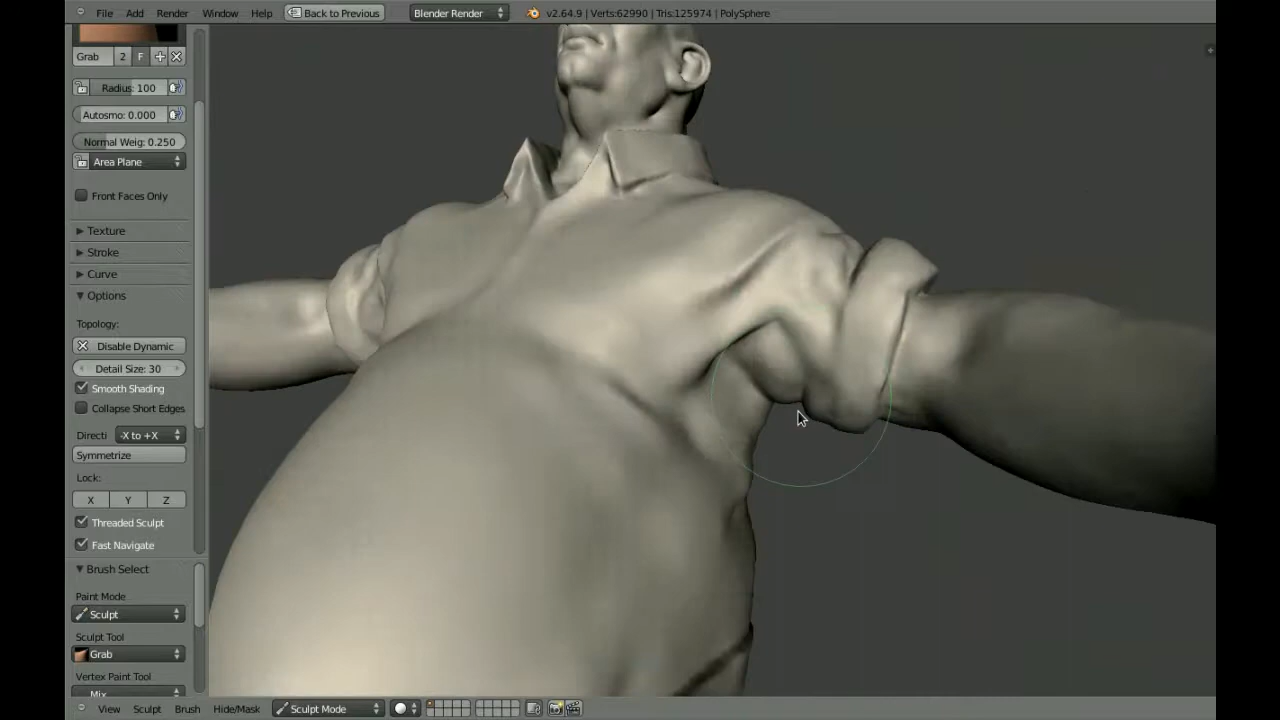 File Add Render Window Help Back to Previous Blender Render v2.64.9 | Verts:62990 | Tris:125974 | PolySphere
Grab 2 F
Radius: 100
Autosmo: 0.000
Normal Weig: 0.250
Area Plane
Front Faces Only
Texture
Stroke
Curve
Options
Topology:
Disable Dynamic
Detail Size: 30
Smooth Shading
Collapse Short Edges
Directi -X to +X
Symmetrize
Lock:
X Y Z
Threaded Sculpt
Fast Navigate
Brush Select
Paint Mode
Sculpt
Sculpt Tool
Grab
Vertex Paint Tool
Mix
View Sculpt Brush Hide/Mask Sculpt Mode